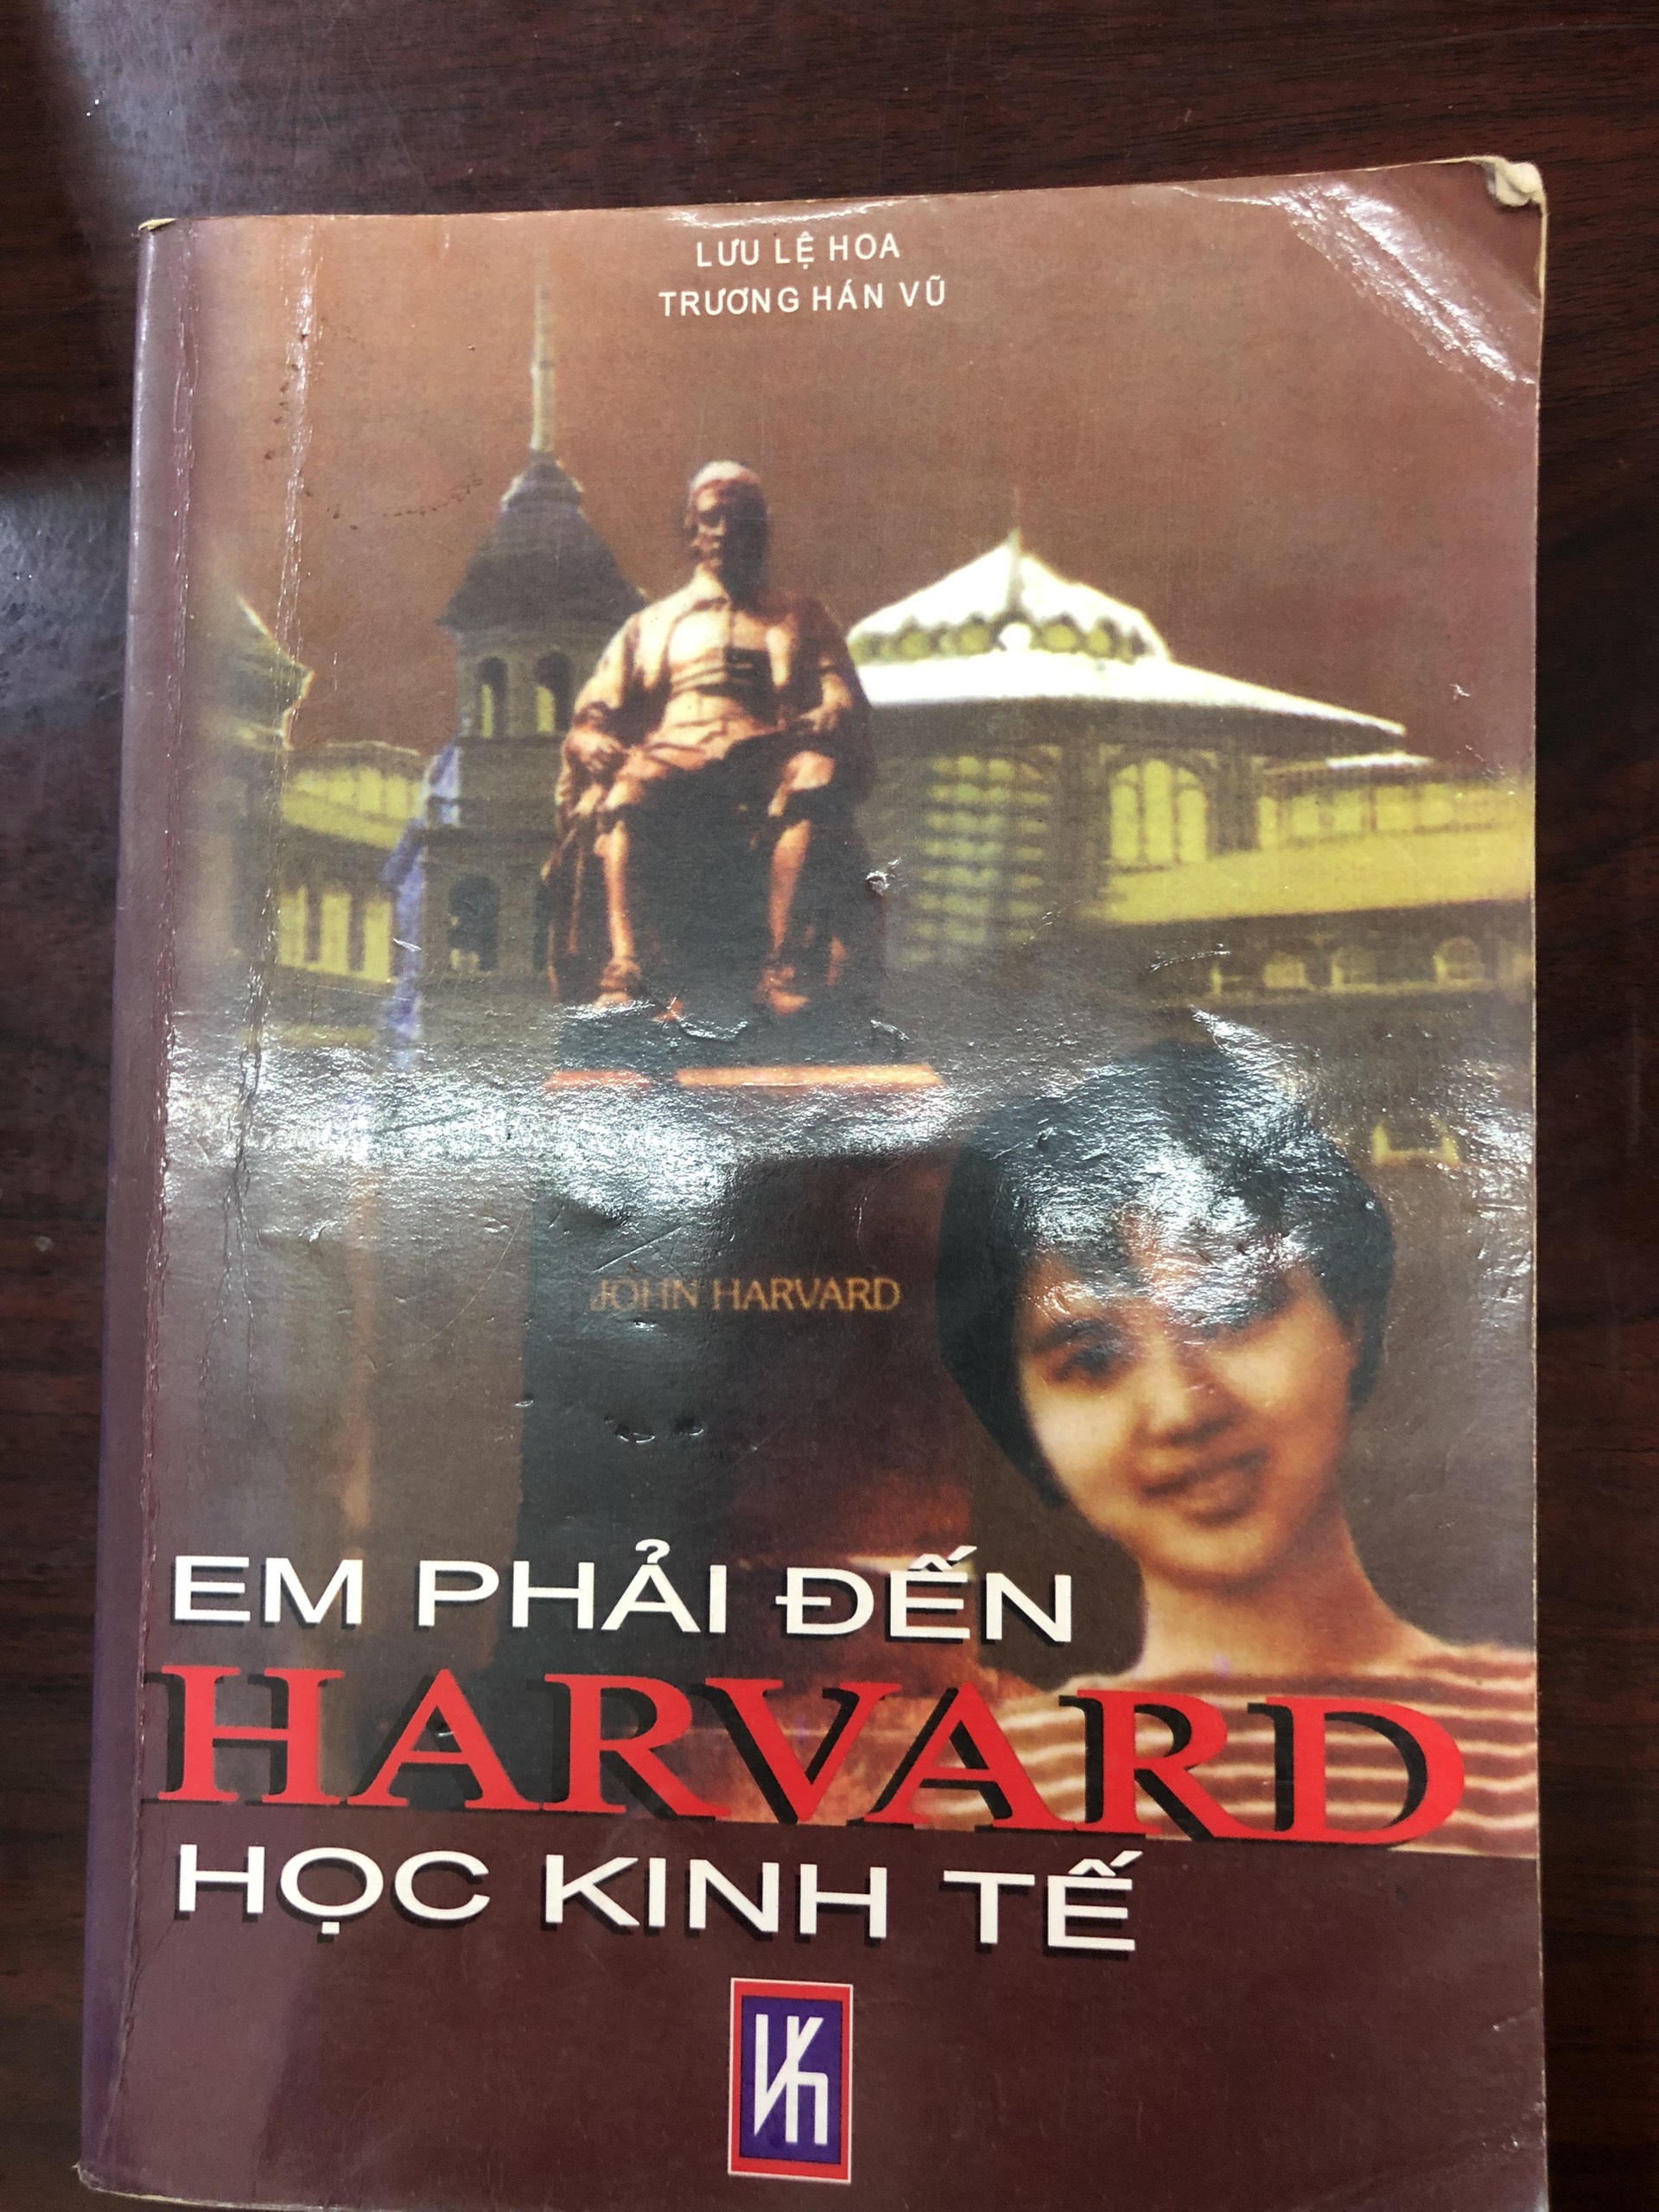 LƯU LỆ HOA
TRƯƠNG HÁN VŨ
JOHN HARVARD
EM PHẢI ĐẾN
HARVARD
HỌC KINH TẾ